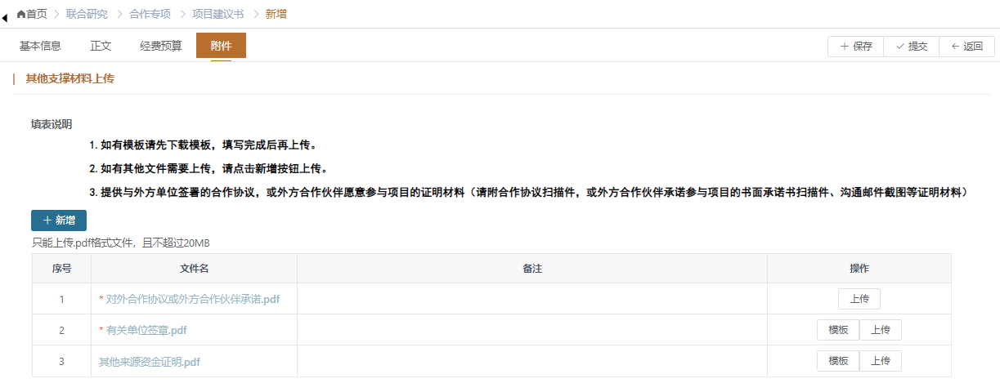 首页 > 联合研究 > 合作专项 > 项目建议书 > 新增
基本信息 正文 经费预算 附件 + 保存 ✓ 提交 ← 返回
其他支撑材料上传
填表说明
1. 如有模板请先下载模板，填写完成后再上传。
2. 如有其他文件需要上传，请点击新增按钮上传。
3. 提供与外方单位签署的合作协议，或外方合作伙伴愿意参与项目的证明材料（请附合作协议扫描件，或外方合作伙伴承诺参与项目的书面承诺书扫描件、沟通邮件截图等证明材料）
+ 新增
只能上传.pdf格式文件，且不超过20MB
序号 文件名 备注 操作
1 * 对外合作协议或外方合作伙伴承诺.pdf 上传
2 * 有关单位签章.pdf 模板 上传
3 其他来源资金证明.pdf 模板 上传